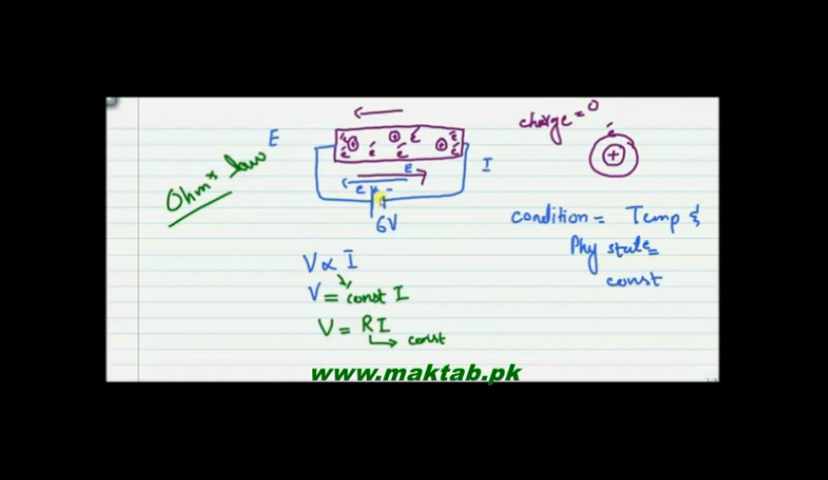 charge = 0
E
I
Ohm's law
E
e
+ -
6V
condition = Temp &
Phy state =
const
V ∝ I
V = const I
V = RI
const
www.maktab.pk